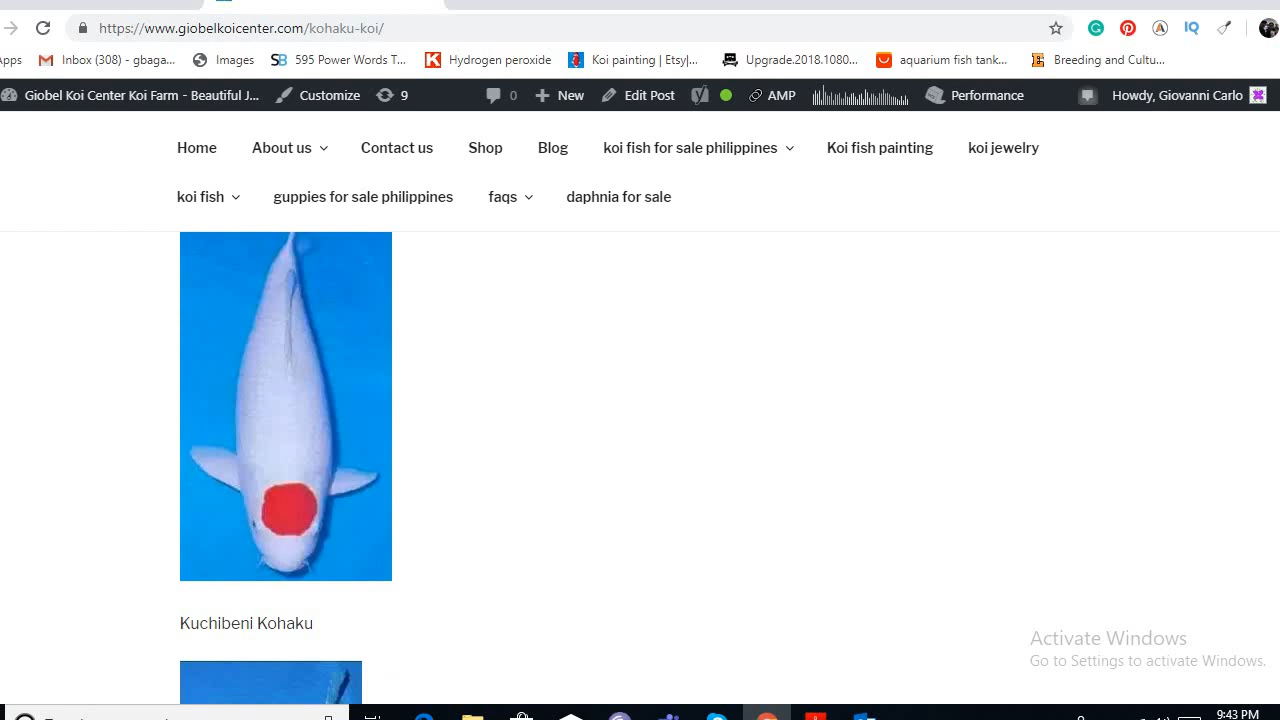 https://www.giobelkoicenter.com/kohaku-koi/
Apps Inbox (308) - gbaga... Images 595 Power Words T... Hydrogen peroxide Koi painting | Etsy|... Upgrade.2018.1080... aquarium fish tank... Breeding and Cultu...
Giobel Koi Center Koi Farm - Beautiful J... Customize 9 0 New Edit Post AMP Performance Howdy, Giovanni Carlo
Home About us Contact us Shop Blog koi fish for sale philippines Koi fish painting koi jewelry
koi fish guppies for sale philippines faqs daphnia for sale
Kuchibeni Kohaku
Activate Windows
Go to Settings to activate Windows.
9:43 PM